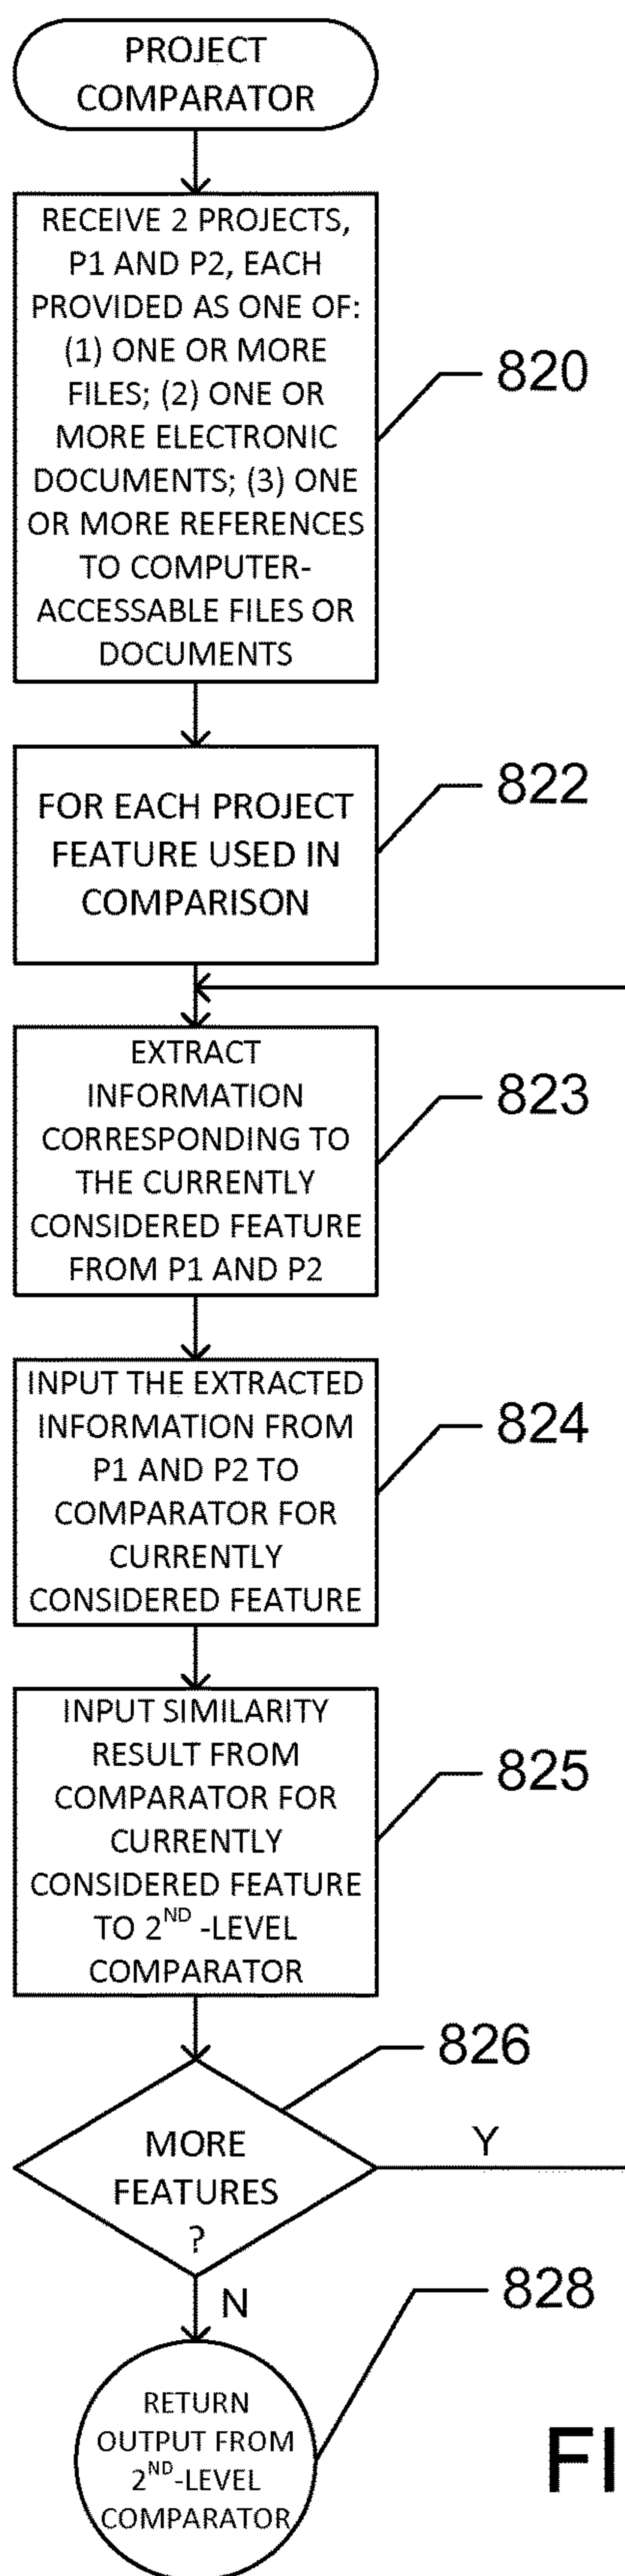 PROJECT
COMPARATOR
RECEIVE 2 PROJECTS,
P1 AND P2, EACH
PROVIDED AS ONE OF:
(1) ONE OR MORE
FILES; (2) ONE OR
MORE ELECTRONIC
DOCUMENTS; (3) ONE
OR MORE REFERENCES
TO COMPUTER-
ACCESSABLE FILES OR
DOCUMENTS
820
FOR EACH PROJECT
FEATURE USED IN
COMPARISON
822
EXTRACT
INFORMATION
CORRESPONDING TO
THE CURRENTLY
CONSIDERED FEATURE
FROM P1 AND P2
823
INPUT THE EXTRACTED
INFORMATION FROM
P1 AND P2 TO
COMPARATOR FOR
CURRENTLY
CONSIDERED FEATURE
824
INPUT SIMILARITY
RESULT FROM
COMPARATOR FOR
CURRENTLY
CONSIDERED FEATURE
TO 2ND -LEVEL
COMPARATOR
825
826
MORE
FEATURES
?
Y
N
828
RETURN
OUTPUT FROM
2ND-LEVEL
COMPARATOR
FI